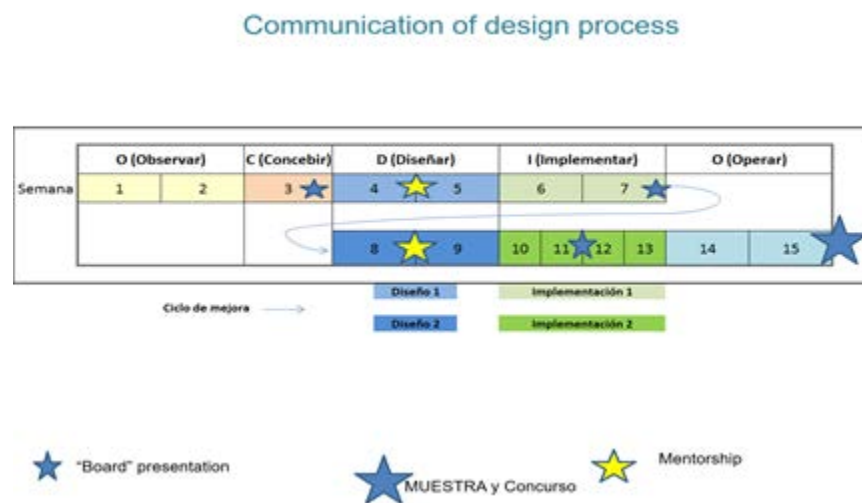 Communication of design process
O (Observar) C (Concebir) D (Diseñar) I (Implementar) O (Operar)
Semana 1 2 3 4 5 6 7
8 9 10 11 12 13 14 15
Diseño 1 Implementación 1
Ciclo de mejora
Diseño 2 Implementación 2
"Board" presentation
MUESTRA y Concurso
Mentorship